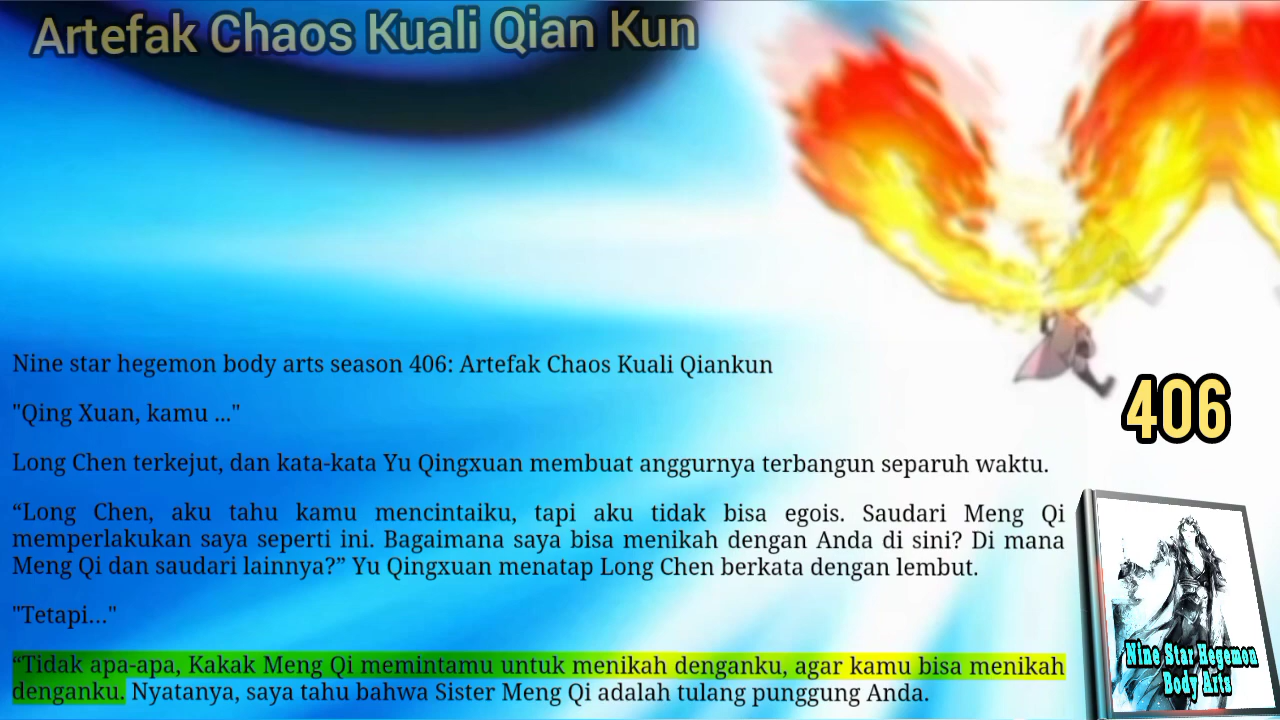 Artefak Chaos Kuali Qian Kun
Nine star hegemon body arts season 406: Artefak Chaos Kuali Qiankun
"Qing Xuan, kamu ..."
Long Chen terkejut, dan kata-kata Yu Qingxuan membuat anggurnya terbangun separuh waktu.
“Long Chen, aku tahu kamu mencintaiku, tapi aku tidak bisa egois. Saudari Meng Qi
memperlakukan saya seperti ini. Bagaimana saya bisa menikah dengan Anda di sini? Di mana
Meng Qi dan saudari lainnya?” Yu Qingxuan menatap Long Chen berkata dengan lembut.
"Tetapi..."
“Tidak apa-apa, Kakak Meng Qi memintamu untuk menikah denganku, agar kamu bisa menikah
denganku. Nyatanya, saya tahu bahwa Sister Meng Qi adalah tulang punggung Anda.
406
Nine Star Hegemon
Body Arts